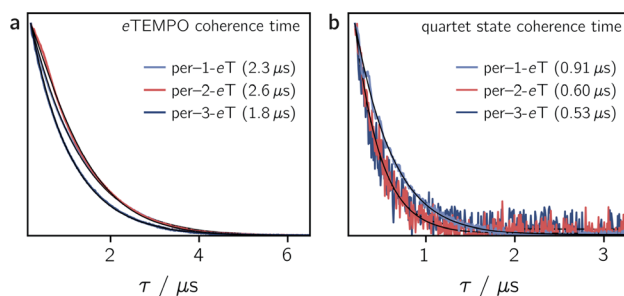 a
eTEMPO coherence time
per–1-eT (2.3 μs)
per–2-eT (2.6 μs)
per–3-eT (1.8 μs)
2 4 6
τ / μs
b
quartet state coherence time
per–1-eT (0.91 μs)
per–2-eT (0.60 μs)
per–3-eT (0.53 μs)
1 2 3
τ / μs